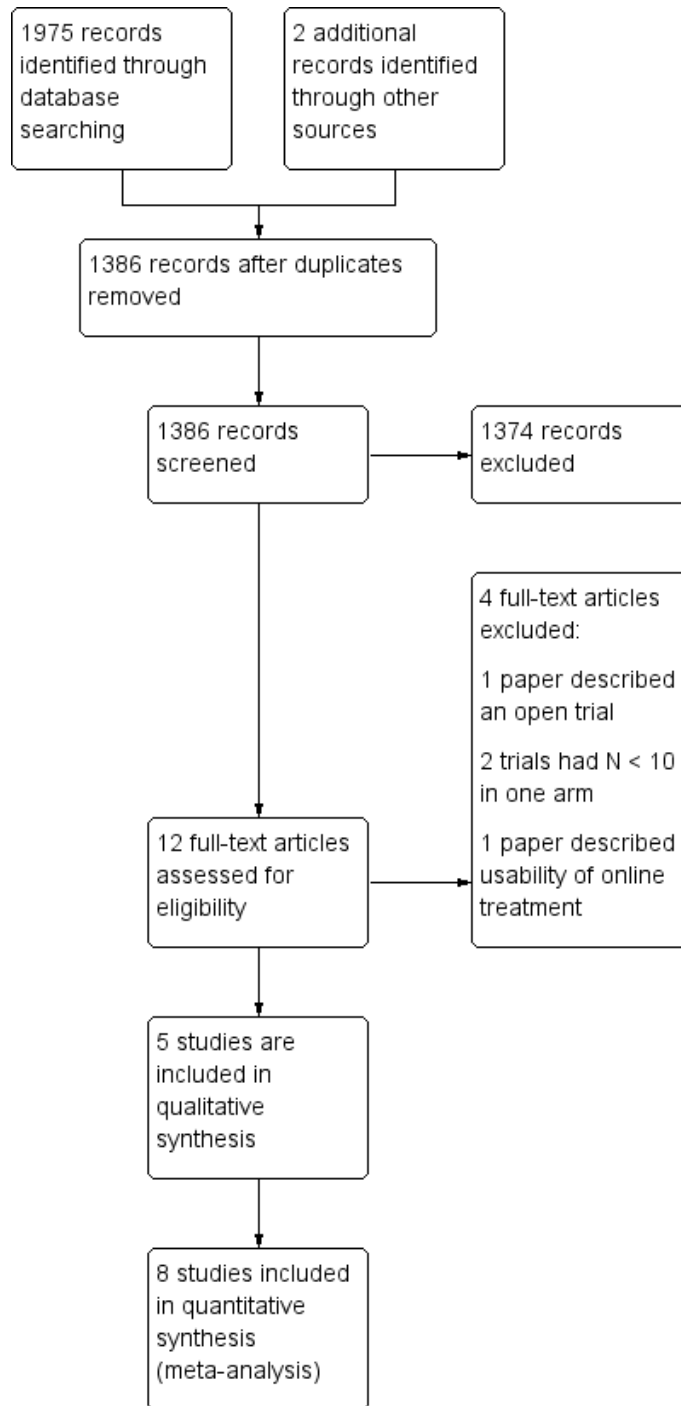 1975 records
identified through
database
searching
2 additional
records identified
through other
sources
1386 records after duplicates
removed
1386 records
screened
1374 records
excluded
4 full-text articles
excluded:
1 paper described
an open trial
2 trials had N < 10
in one arm
1 paper described
usability of online
treatment
12 full-text articles
assessed for
eligibility
5 studies are
included in
qualitative
synthesis
8 studies included
in quantitative
synthesis
(meta-analysis)